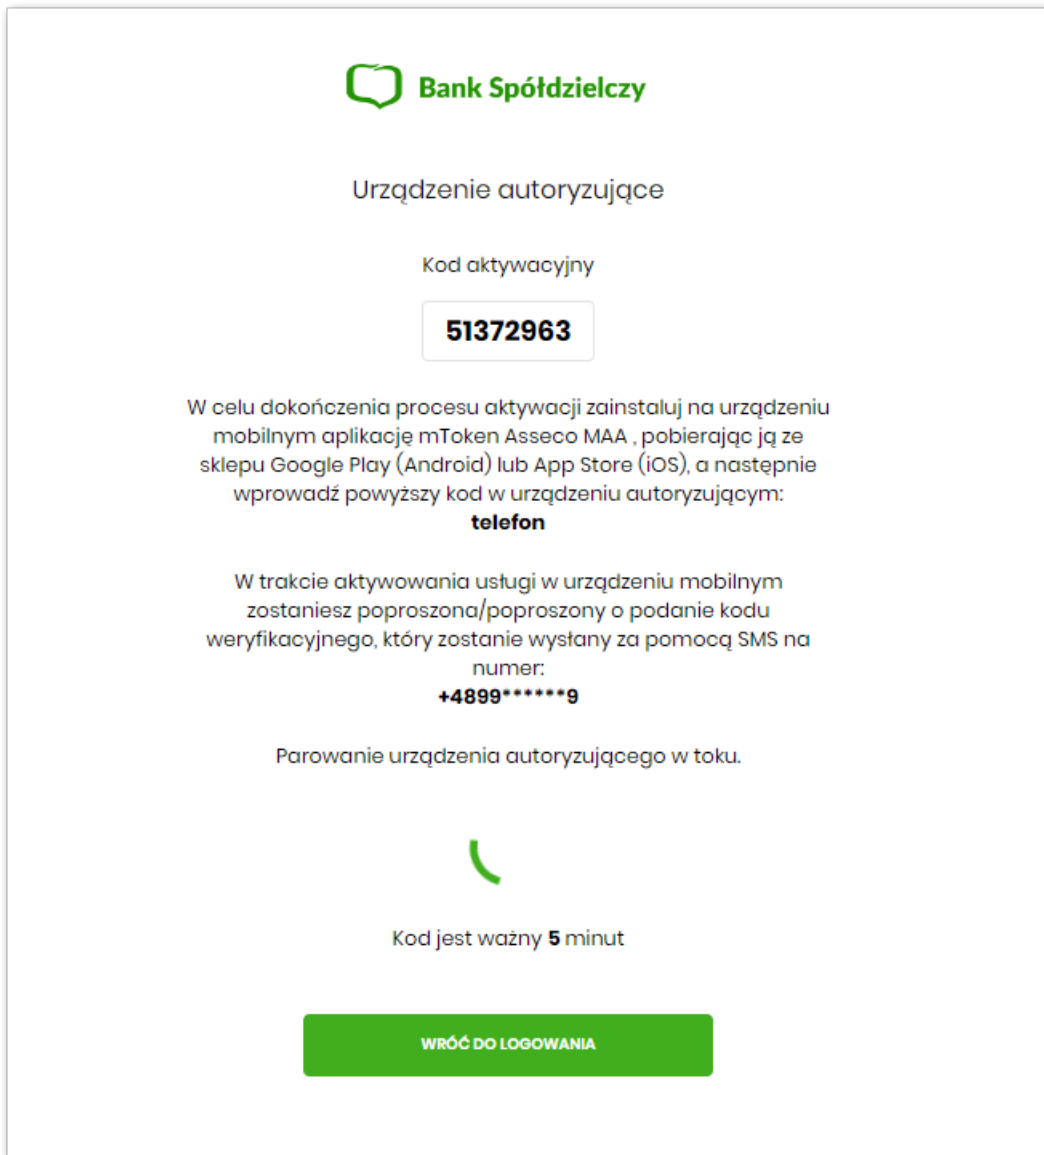 Bank Spółdzielczy
Urządzenie autoryzujące
Kod aktywacyjny
51372963
W celu dokończenia procesu aktywacji zainstaluj na urządzeniu
mobilnym aplikację mToken Asseco MAA , pobierając ją ze
sklepu Google Play (Android) lub App Store (iOS), a następnie
wprowadź powyższy kod w urządzeniu autoryzującym:
telefon
W trakcie aktywowania usługi w urządzeniu mobilnym
zostaniesz poproszona/poproszony o podanie kodu
weryfikacyjnego, który zostanie wysłany za pomocą SMS na
numer:
+4899******9
Parowanie urządzenia autoryzującego w toku.
Kod jest ważny 5 minut
WRÓĆ DO LOGOWANIA